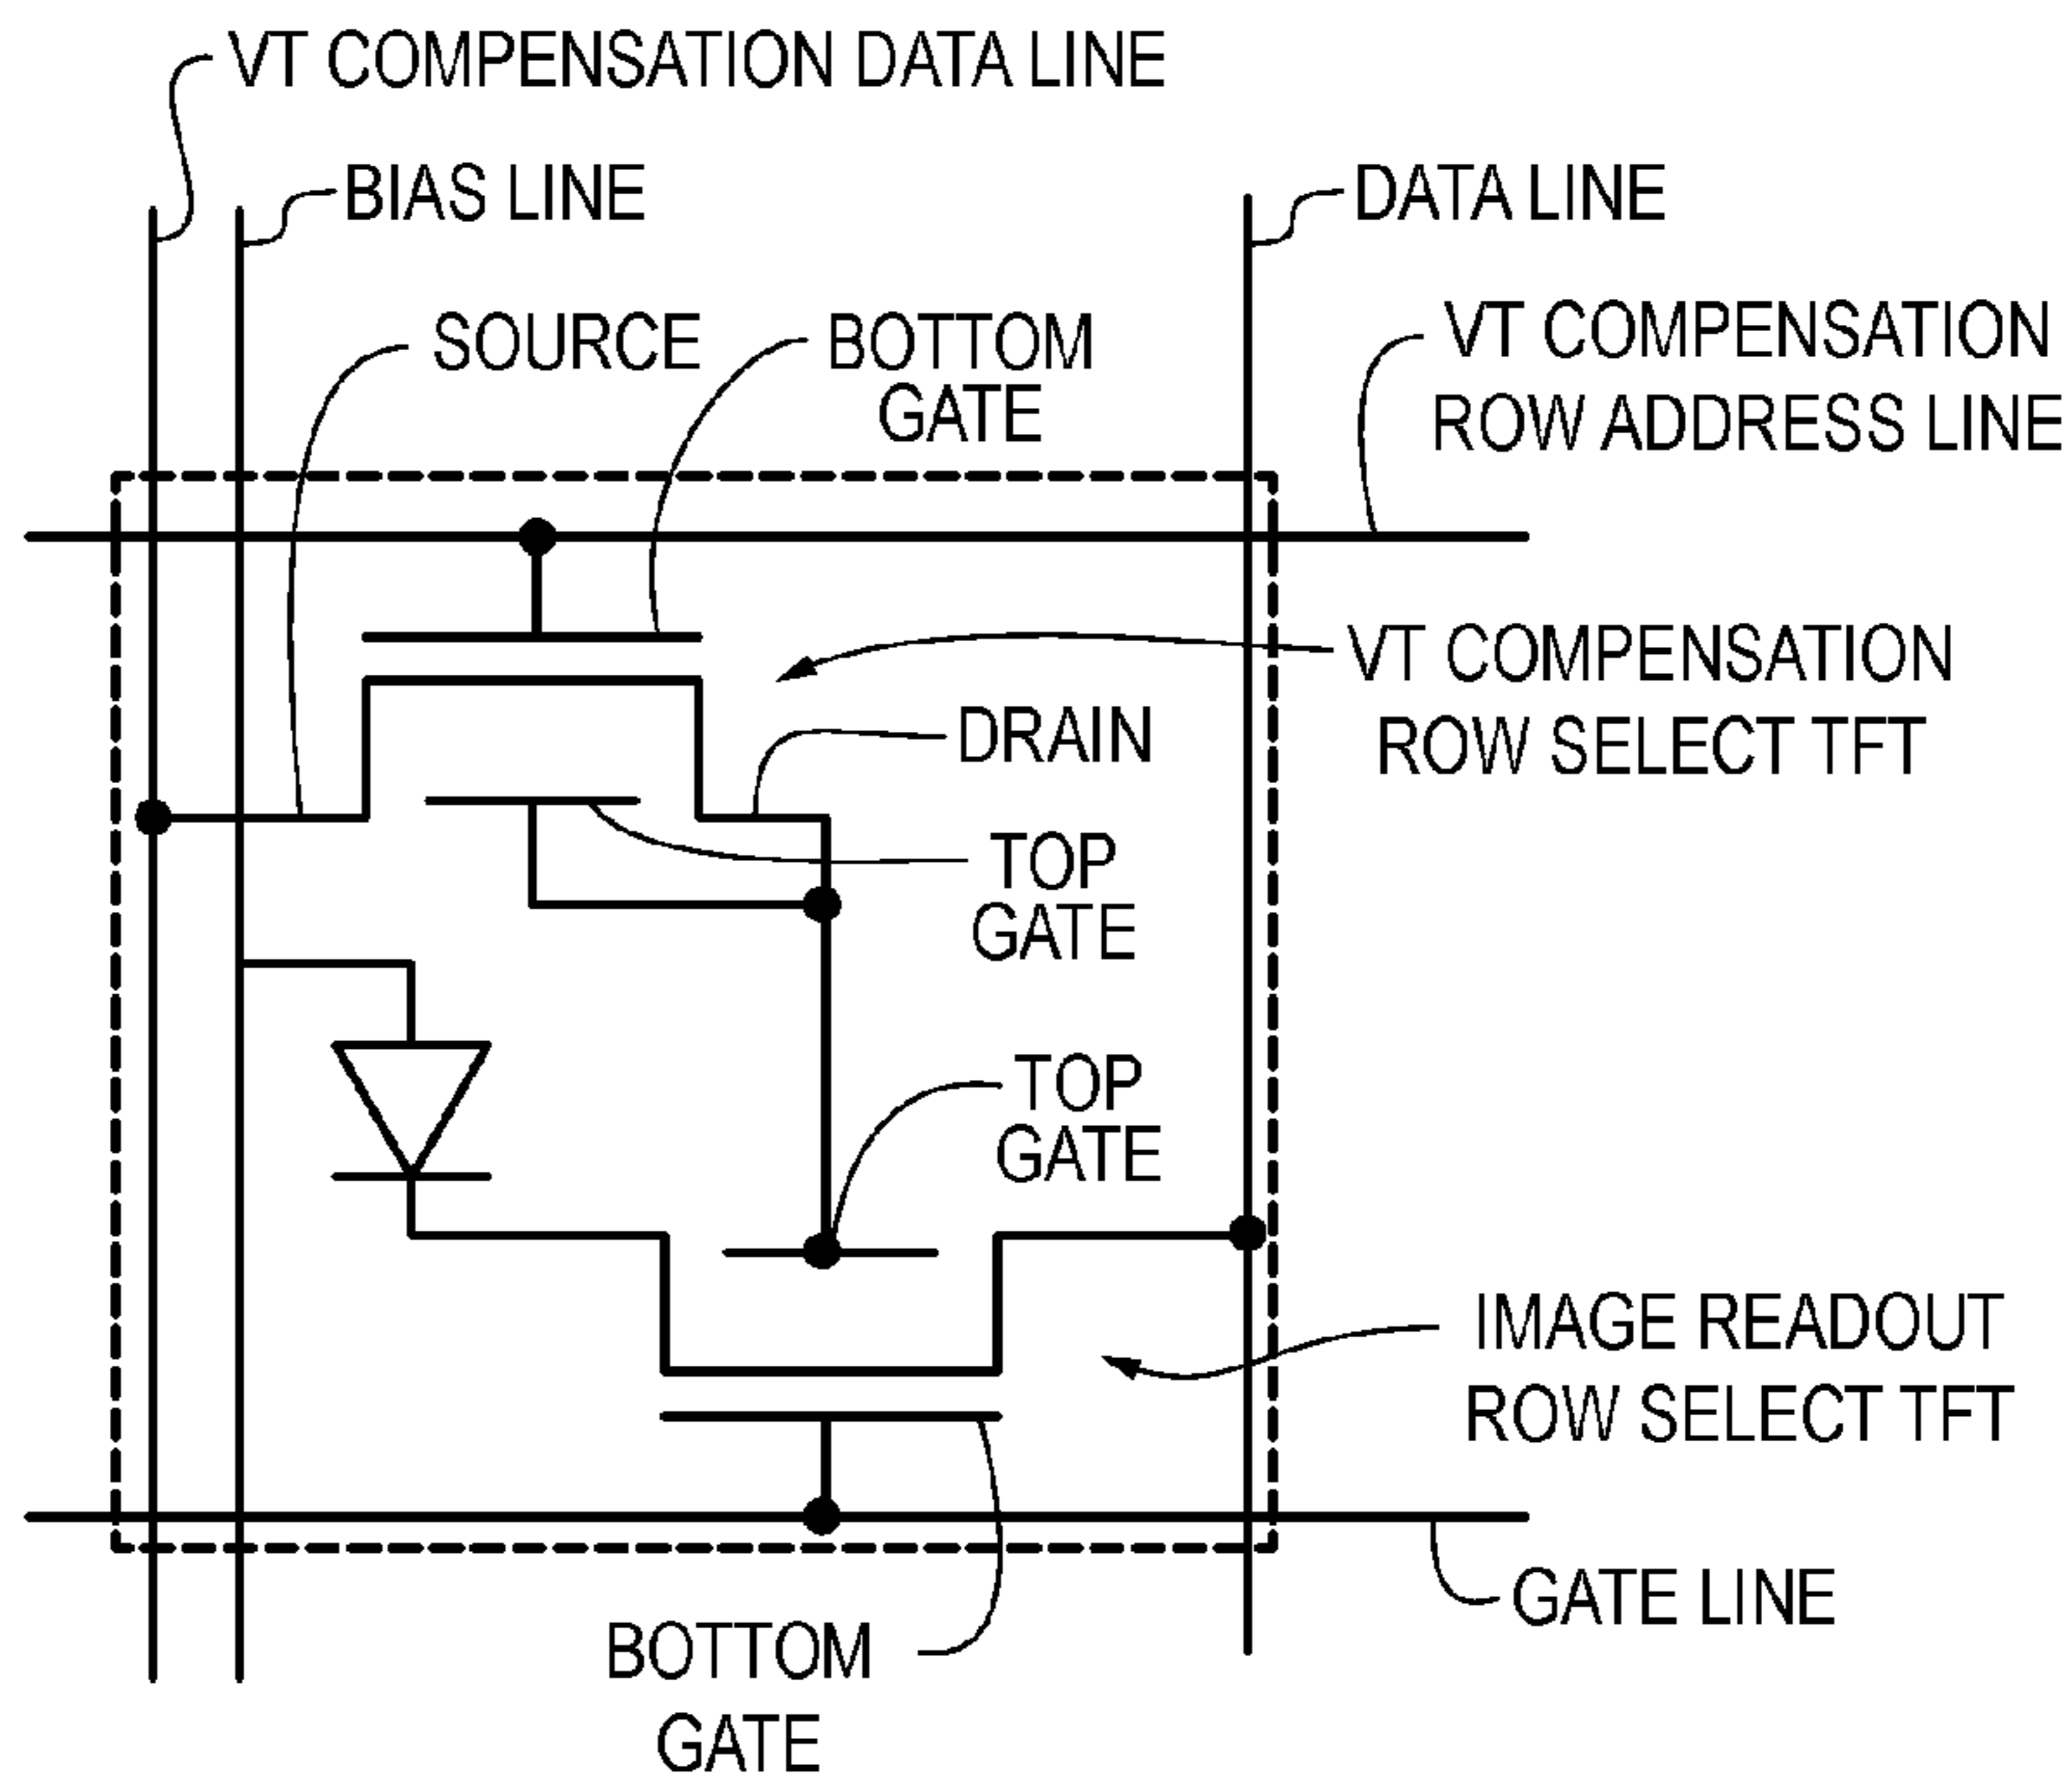 VT COMPENSATION DATA LINE
BIAS LINE
DATA LINE
SOURCE
BOTTOM
GATE
VT COMPENSATION
ROW ADDRESS LINE
VT COMPENSATION
ROW SELECT TFT
DRAIN
TOP
GATE
TOP
GATE
IMAGE READOUT
ROW SELECT TFT
GATE LINE
BOTTOM
GATE